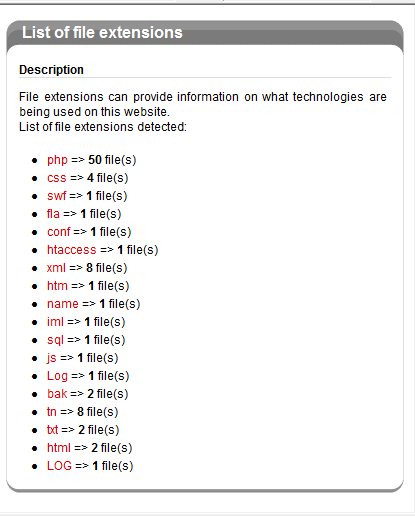 List of file extensions
Description
File extensions can provide information on what technologies are
being used on this website.
List of file extensions detected:
php => 50 file(s)
css => 4 file(s)
swf => 1 file(s)
fla => 1 file(s)
conf => 1 file(s)
htaccess => 1 file(s)
xml => 8 file(s)
htm => 1 file(s)
name => 1 file(s)
iml => 1 file(s)
sql => 1 file(s)
js => 1 file(s)
Log => 1 file(s)
bak => 2 file(s)
tn => 8 file(s)
txt => 2 file(s)
html => 2 file(s)
LOG => 1 file(s)